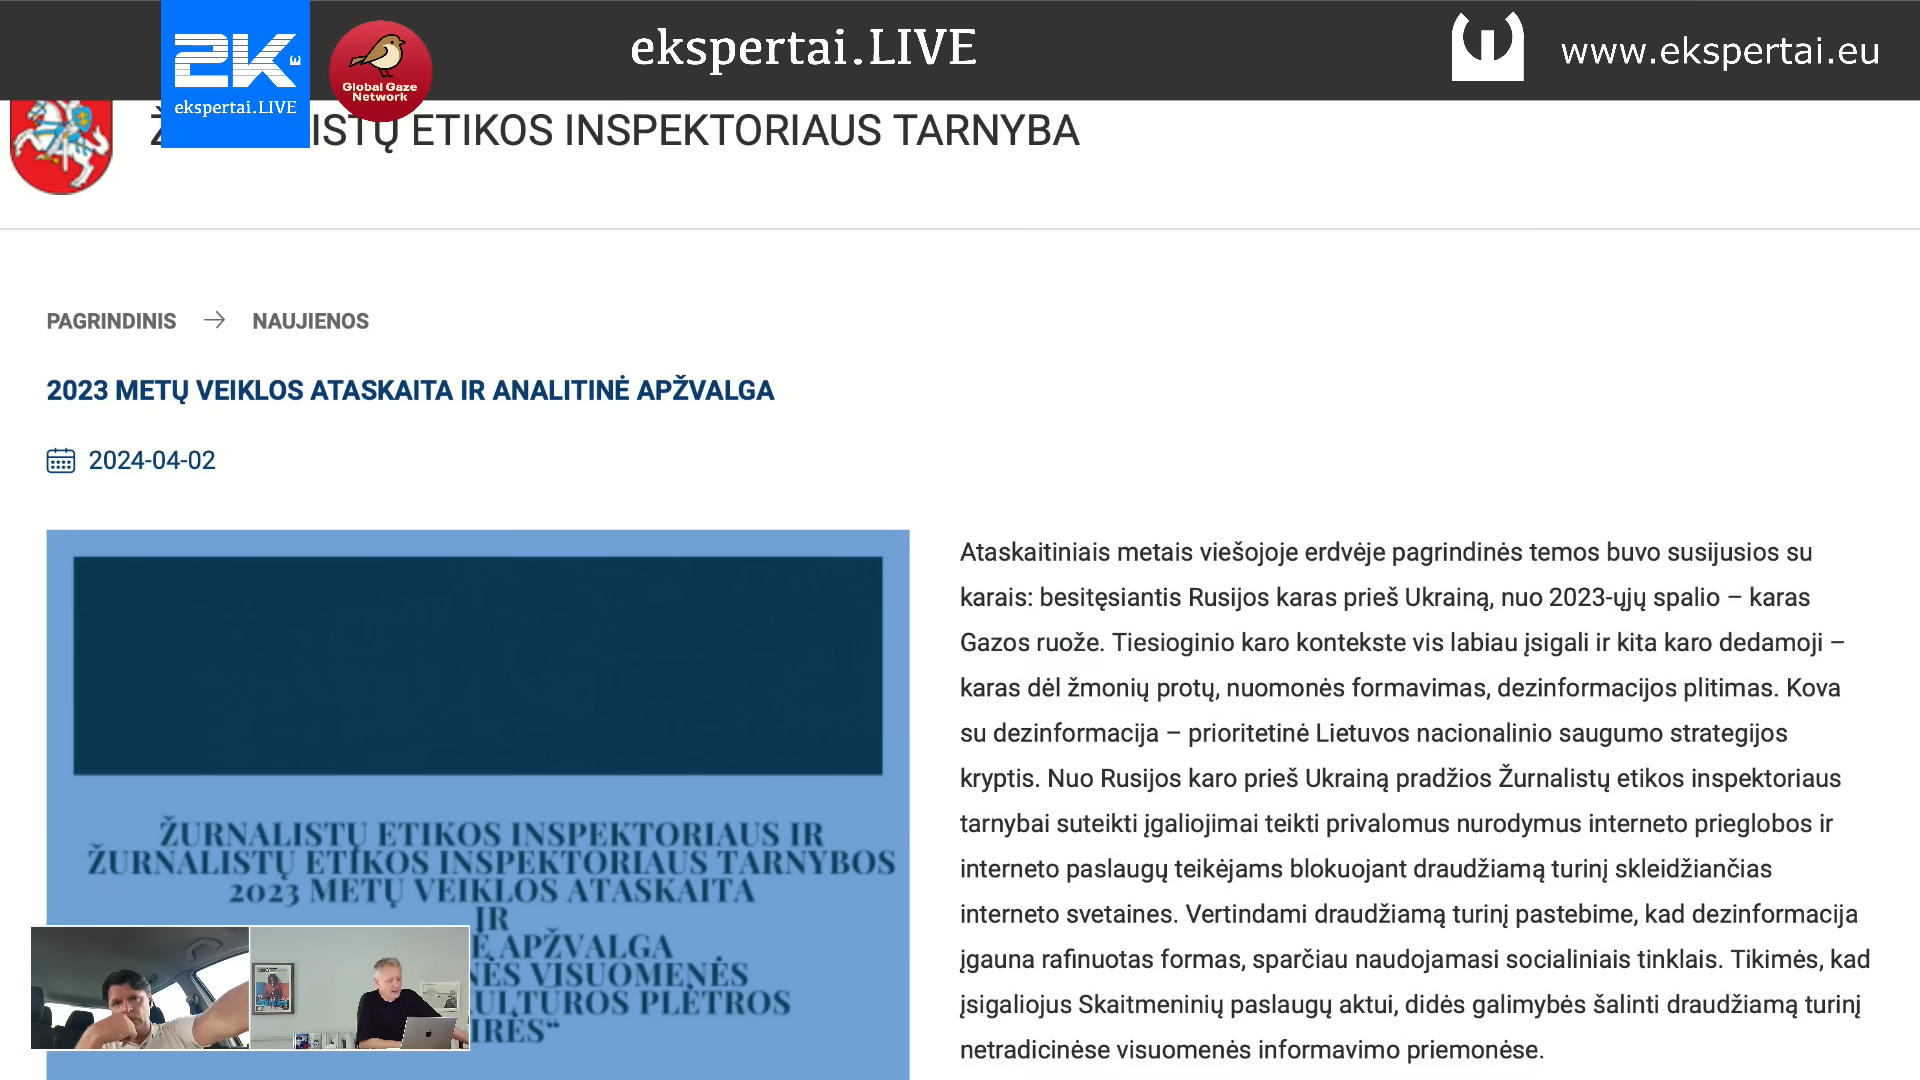 ekspertai.LIVE
www.ekspertai.eu
2K
ekspertai.LIVE
Global Gaze
Network
ISTŲ ETIKOS INSPEKTORIAUS TARNYBA
PAGRINDINIS → NAUJIENOS
2023 METŲ VEIKLOS ATASKAITA IR ANALITINĖ APŽVALGA
2024-04-02
ŽURNALISTŲ ETIKOS INSPEKTORIAUS IR
ŽURNALISTŲ ETIKOS INSPEKTORIAUS TARNYBOS
2023 METŲ VEIKLOS ATASKAITA
IR
Ė APŽVALGA
NĖS VISUOMENĖS
KULTŪROS PLĖTROS
IRĖS“
Ataskaitiniais metais viešojoje erdvėje pagrindinės temos buvo susijusios su
karais: besitęsiantis Rusijos karas prieš Ukrainą, nuo 2023-ųjų spalio – karas
Gazos ruože. Tiesioginio karo kontekste vis labiau įsigali ir kita karo dedamoji –
karas dėl žmonių protų, nuomonės formavimas, dezinformacijos plitimas. Kova
su dezinformacija – prioritetinė Lietuvos nacionalinio saugumo strategijos
kryptis. Nuo Rusijos karo prieš Ukrainą pradžios Žurnalistų etikos inspektoriaus
tarnybai suteikti įgaliojimai teikti privalomus nurodymus interneto prieglobos ir
interneto paslaugų teikėjams blokuojant draudžiamą turinį skleidžiančias
interneto svetaines. Vertindami draudžiamą turinį pastebime, kad dezinformacija
įgauna rafinuotas formas, sparčiau naudojamasi socialiniais tinklais. Tikimės, kad
įsigaliojus Skaitmeninių paslaugų aktui, didės galimybės šalinti draudžiamą turinį
netradicinėse visuomenės informavimo priemonėse.